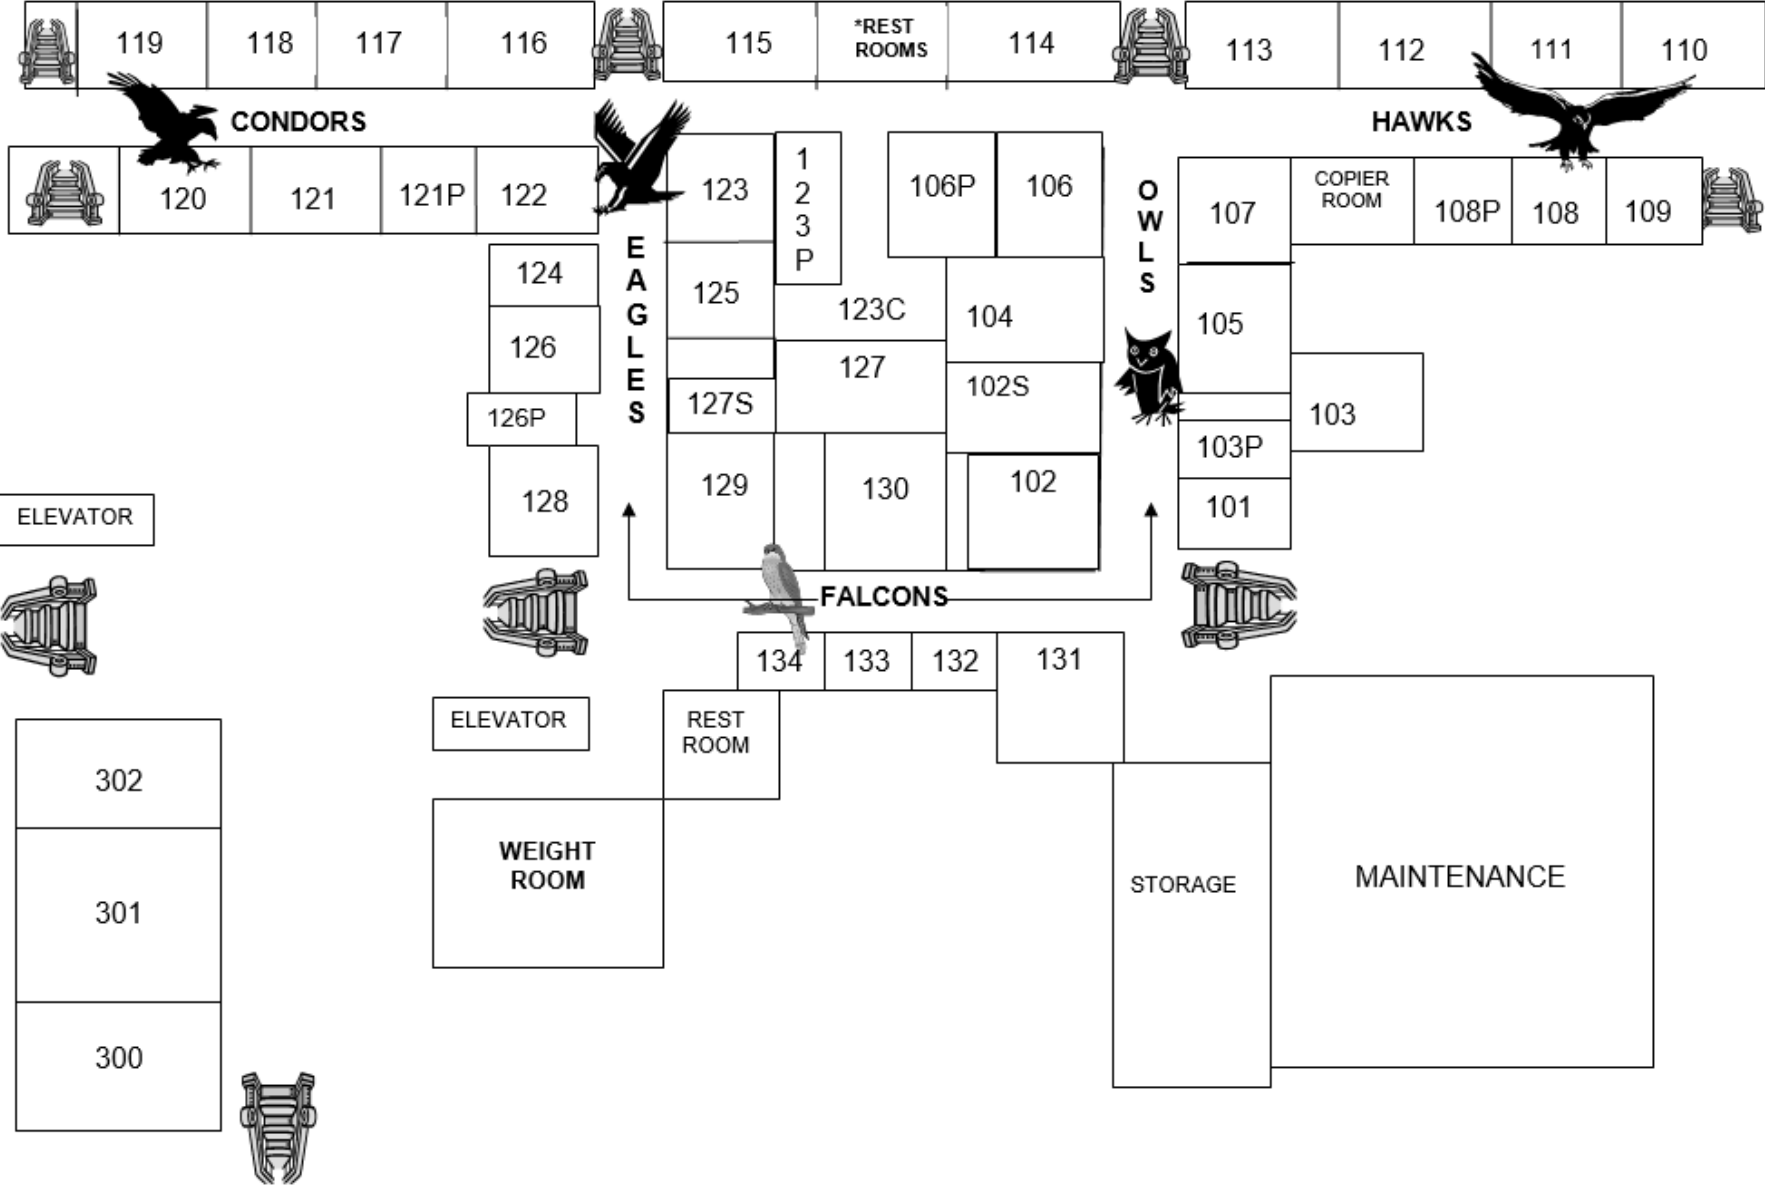 119
118
117
116
115
*REST
ROOMS
114
113
112
111
110
CONDORS
HAWKS
120
121
121P
122
123
1
2
3
P
106P
106
O
W
L
S
107
COPIER
ROOM
108P
108
109
E
A
G
L
E
S
124
125
123C
104
105
126
127
102S
103
126P
127S
103P
128
129
130
102
101
ELEVATOR
FALCONS
134
133
132
131
ELEVATOR
REST
ROOM
302
WEIGHT
ROOM
STORAGE
MAINTENANCE
301
300